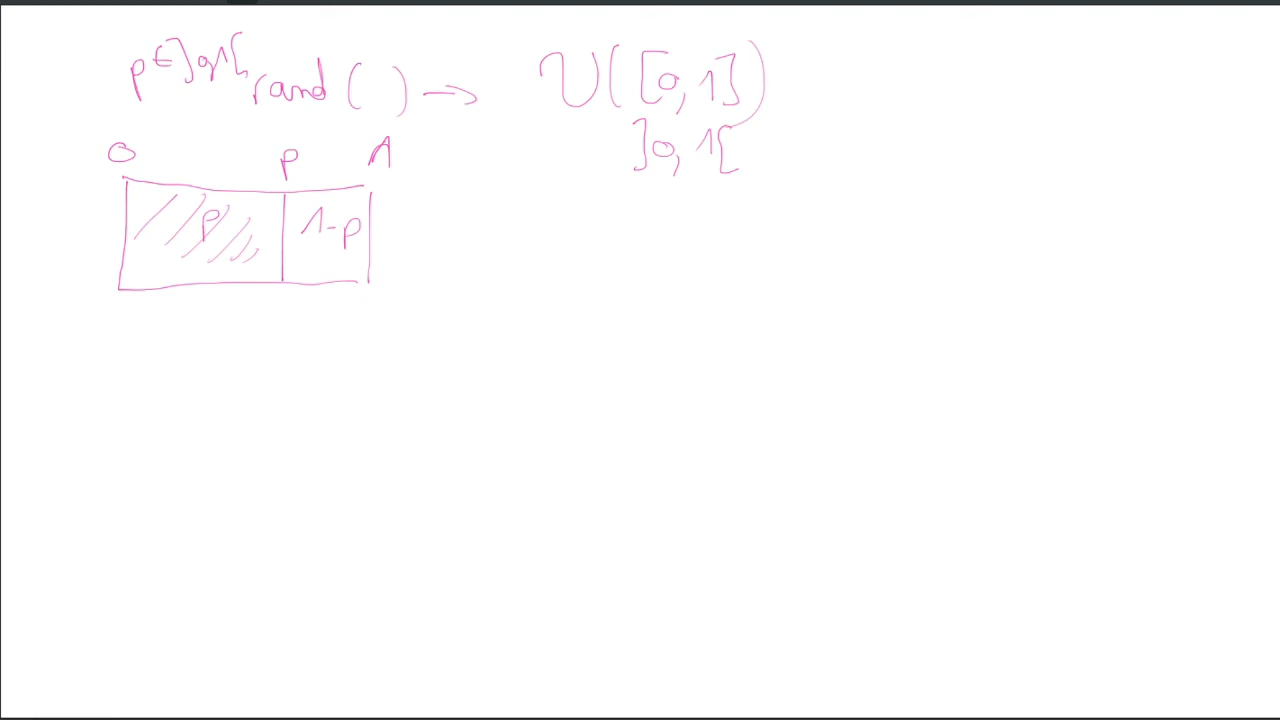 p ∈ ]0,1[ rand ( ) → U([0,1])
]0,1[
0 p 1
p 1-p